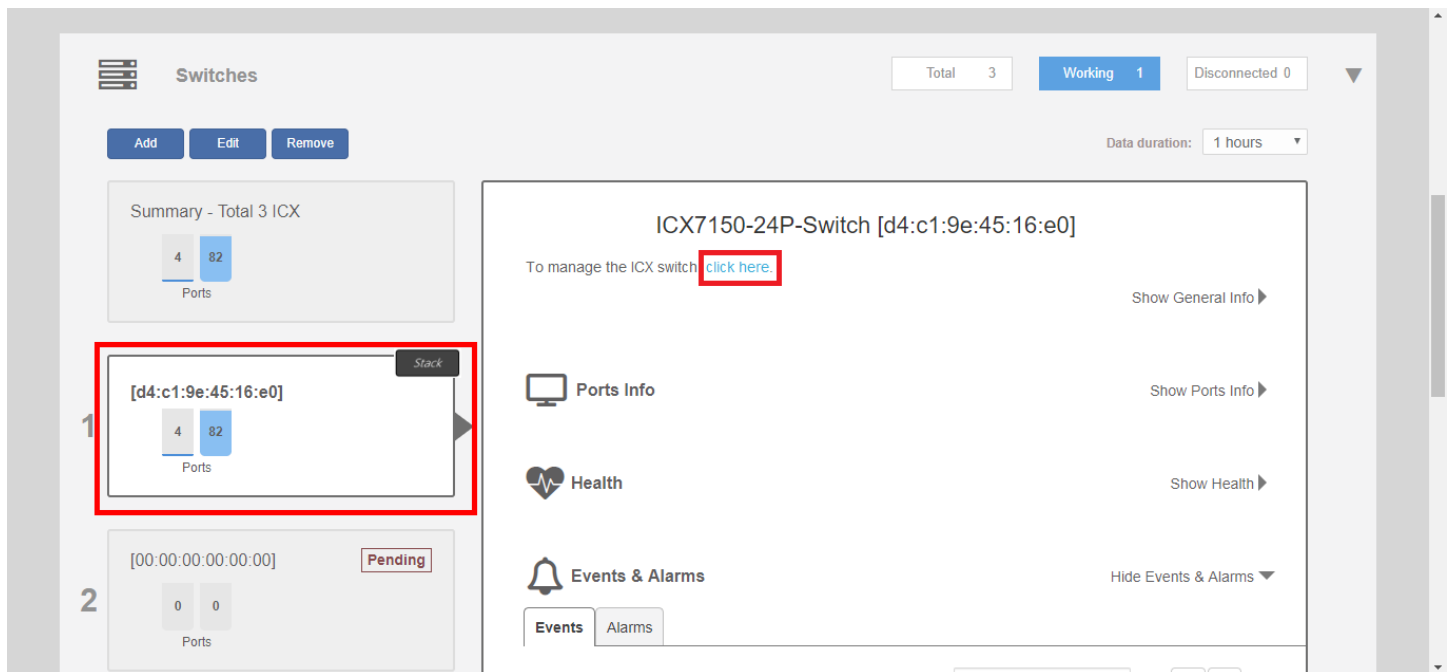 Switches
Total 3
Working 1
Disconnected 0
Add
Edit
Remove
Data duration: 1 hours
Summary - Total 3 ICX
4 82
Ports
1
Stack
[d4:c1:9e:45:16:e0]
4 82
Ports
2
[00:00:00:00:00:00]
Pending
0 0
Ports
ICX7150-24P-Switch [d4:c1:9e:45:16:e0]
To manage the ICX switch click here.
Show General Info
Ports Info
Show Ports Info
Health
Show Health
Events & Alarms
Hide Events & Alarms
Events
Alarms